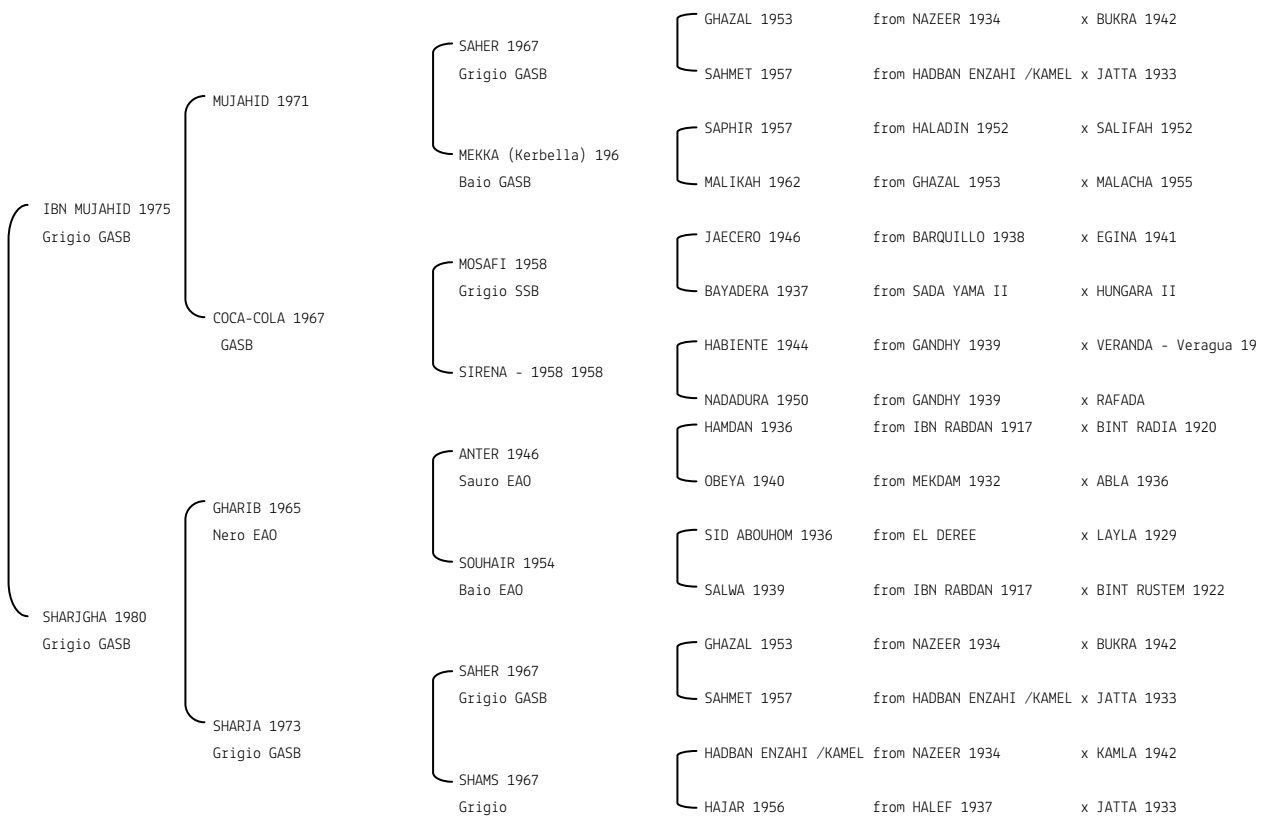 GHAZAL 1953 from NAZEER 1934 x BUKRA 1942
SAHER 1967
Grigio GASB SAHMET 1957 from HADBAN ENZAHI /KAMEL x JATTA 1933
MUJAHID 1971
SAPHIR 1957 from HALADIN 1952 x SALIFAH 1952
MEKKA (Kerbella) 196
Baio GASB MALIKAH 1962 from GHAZAL 1953 x MALACHA 1955
IBN MUJAHID 1975
Grigio GASB JAECERO 1946 from BARQUILLO 1938 x EGINA 1941
MOSAFI 1958
Grigio SSB BAYADERA 1937 from SADA YAMA II x HUNGARA II
COCA-COLA 1967
GASB HABIENTE 1944 from GANDHY 1939 x VERANDA - Veragua 19
SIRENA - 1958 1958
NADADURA 1950 from GANDHY 1939 x RAFADA
HAMDAN 1936 from IBN RABDAN 1917 x BINT RADIA 1920
ANTER 1946
Sauro EAO OBEYA 1940 from MEKDAM 1932 x ABLA 1936
GHARIB 1965
Nero EAO SID ABOUHOM 1936 from EL DEREE x LAYLA 1929
SOUHAIR 1954
Baio EAO SALWA 1939 from IBN RABDAN 1917 x BINT RUSTEM 1922
SHARJGHA 1980
Grigio GASB GHAZAL 1953 from NAZEER 1934 x BUKRA 1942
SAHER 1967
Grigio GASB SAHMET 1957 from HADBAN ENZAHI /KAMEL x JATTA 1933
SHARJA 1973
Grigio GASB HADBAN ENZAHI /KAMEL from NAZEER 1934 x KAMLA 1942
SHAMS 1967
Grigio HAJAR 1956 from HALEF 1937 x JATTA 1933